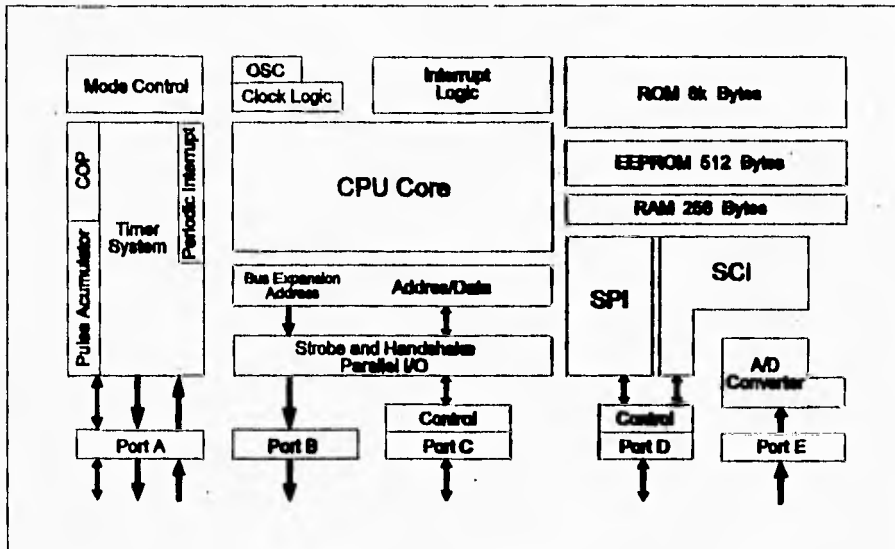 Mode Control
OSC
Clock Logic
Interrupt
Logic
ROM 8k Bytes
COP
Pulse Acumulator
Timer
System
Periodic Interrupt
CPU Core
EEPROM 512 Bytes
RAM 256 Bytes
Bus Expansion
Address
Addres/Data
SPI
SCI
Strobe and Handshake
Parallel I/O
A/D
Converter
Control
Control
Port A
Port B
Port C
Port D
Port E